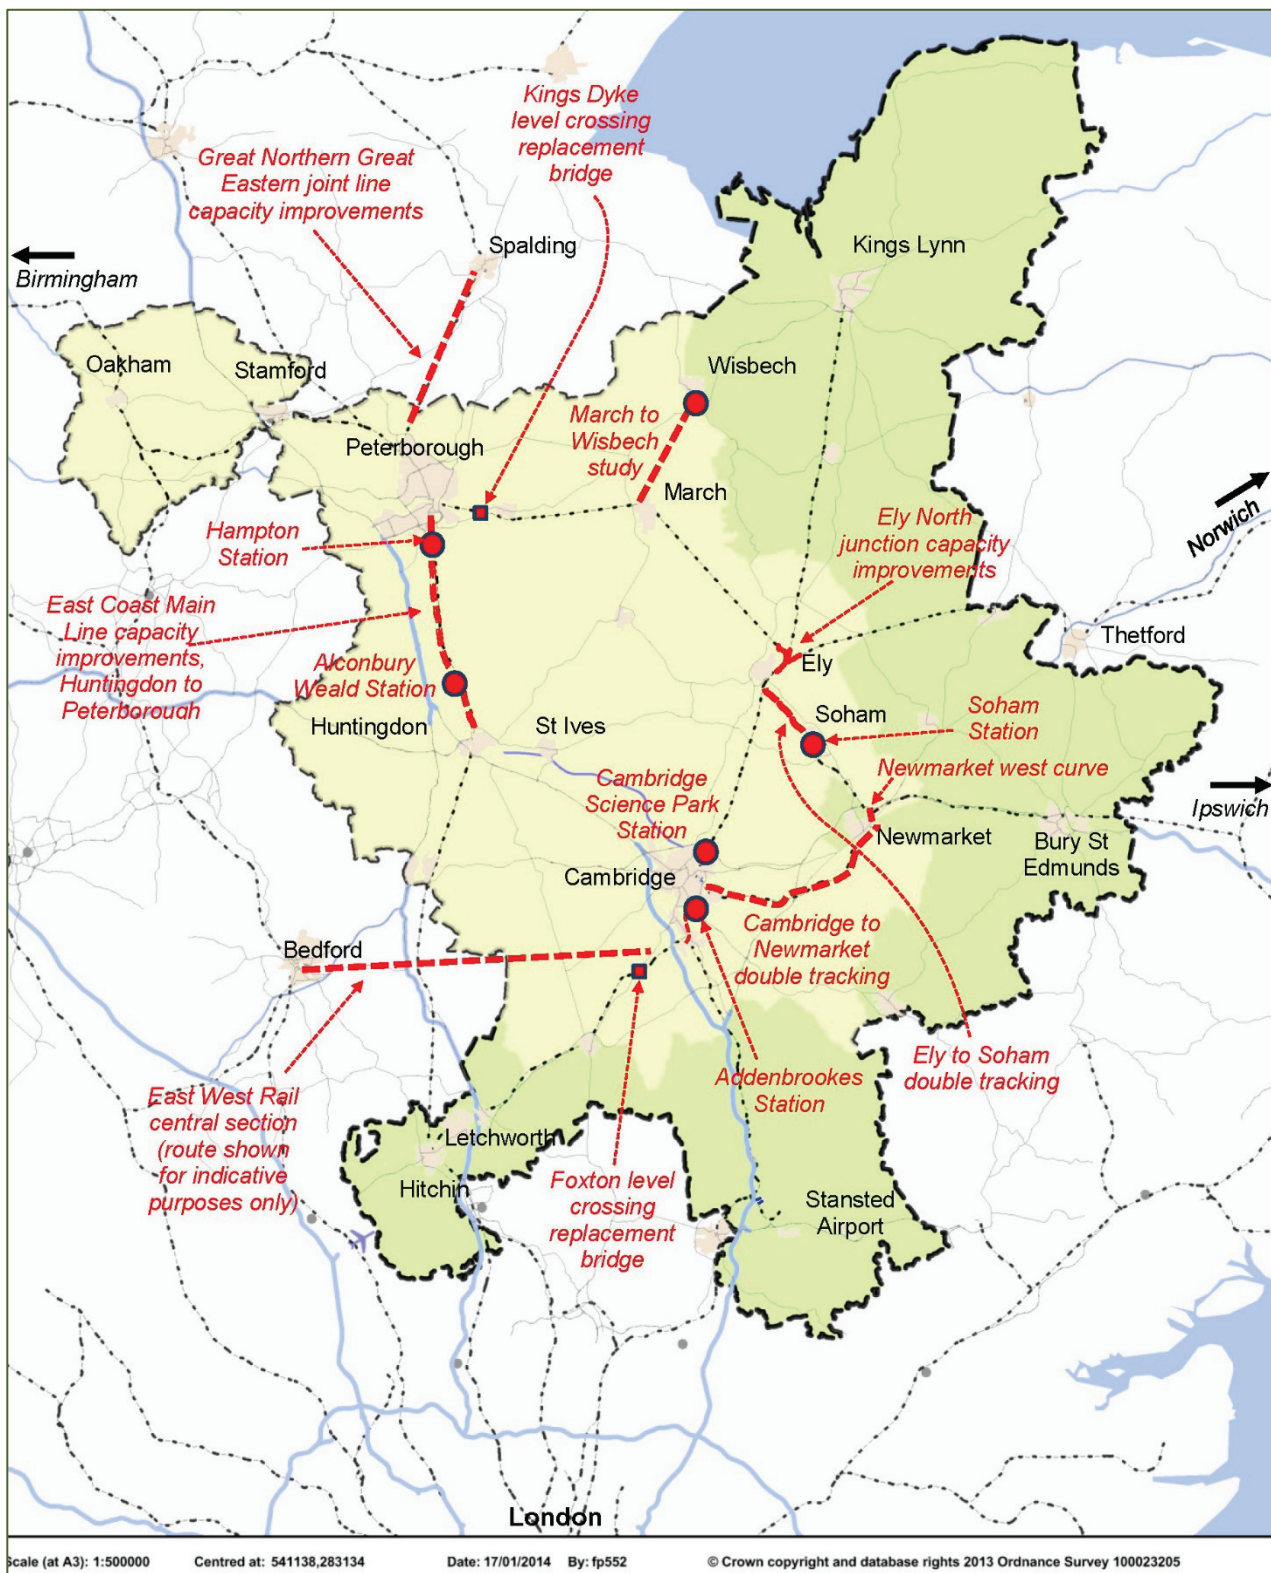 Kings Dyke
level crossing
replacement
bridge
Great Northern Great
Eastern joint line
capacity improvements
Spalding
Kings Lynn
Birmingham
Oakham
Stamford
Wisbech
Peterborough
March to
Wisbech
study
March
Hampton
Station
Ely North
junction capacity
improvements
Norwich
East Coast Main
Line capacity
improvements,
Huntingdon to
Peterborough
Alconbury
Weald Station
Ely
Thetford
Huntingdon
St Ives
Soham
Soham
Station
Cambridge
Science Park
Station
Newmarket west curve
Ipswich
Newmarket
Bury St
Edmunds
Cambridge
Bedford
Cambridge to
Newmarket
double tracking
Ely to Soham
double tracking
Addenbrookes
Station
East West Rail
central section
(route shown
for indicative
purposes only)
Letchworth
Hitchin
Foxton level
crossing
replacement
bridge
Stansted
Airport
London
Scale (at A3): 1:500000 Centred at: 541138,283134 Date: 17/01/2014 By: fp552 © Crown copyright and database rights 2013 Ordnance Survey 100023205